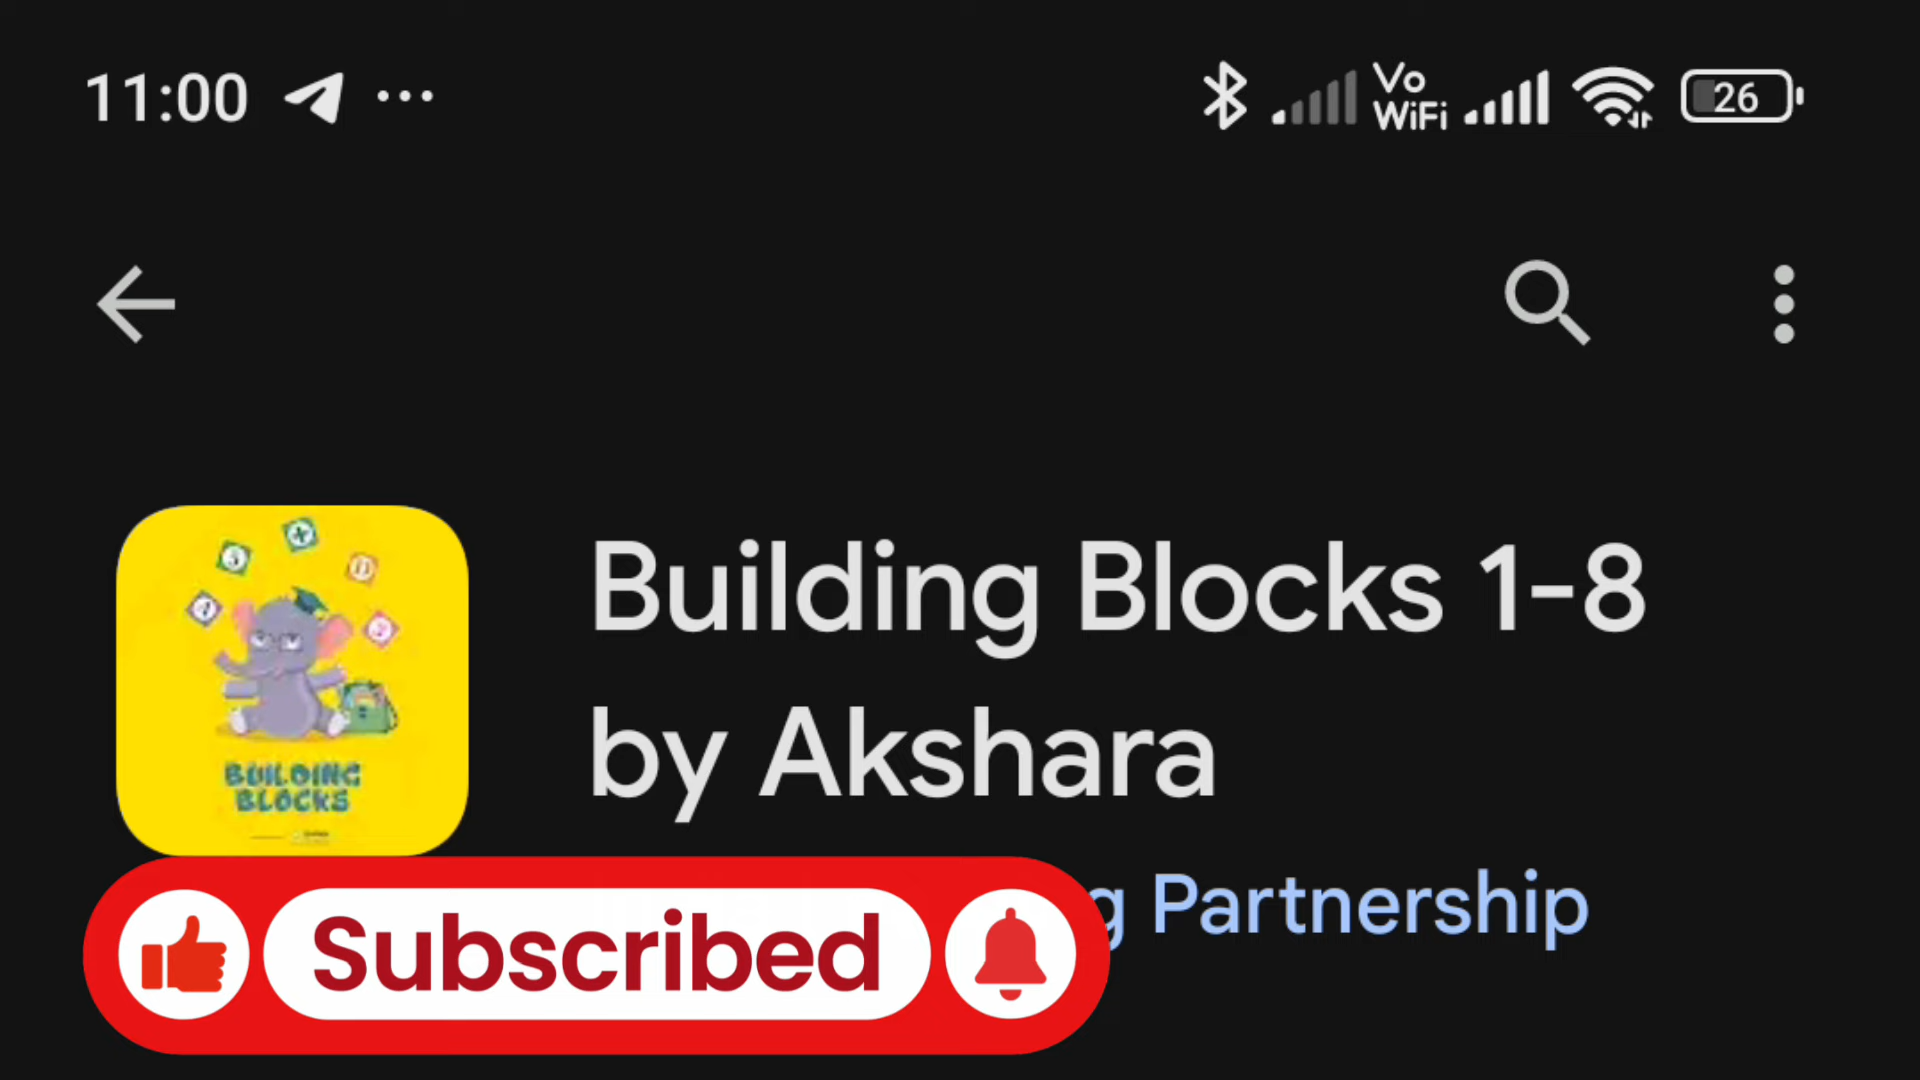 11:00
Vo
WiFi
26
Building Blocks 1-8
by Akshara
g Partnership
BUILDING
BLOCKS
Subscribed